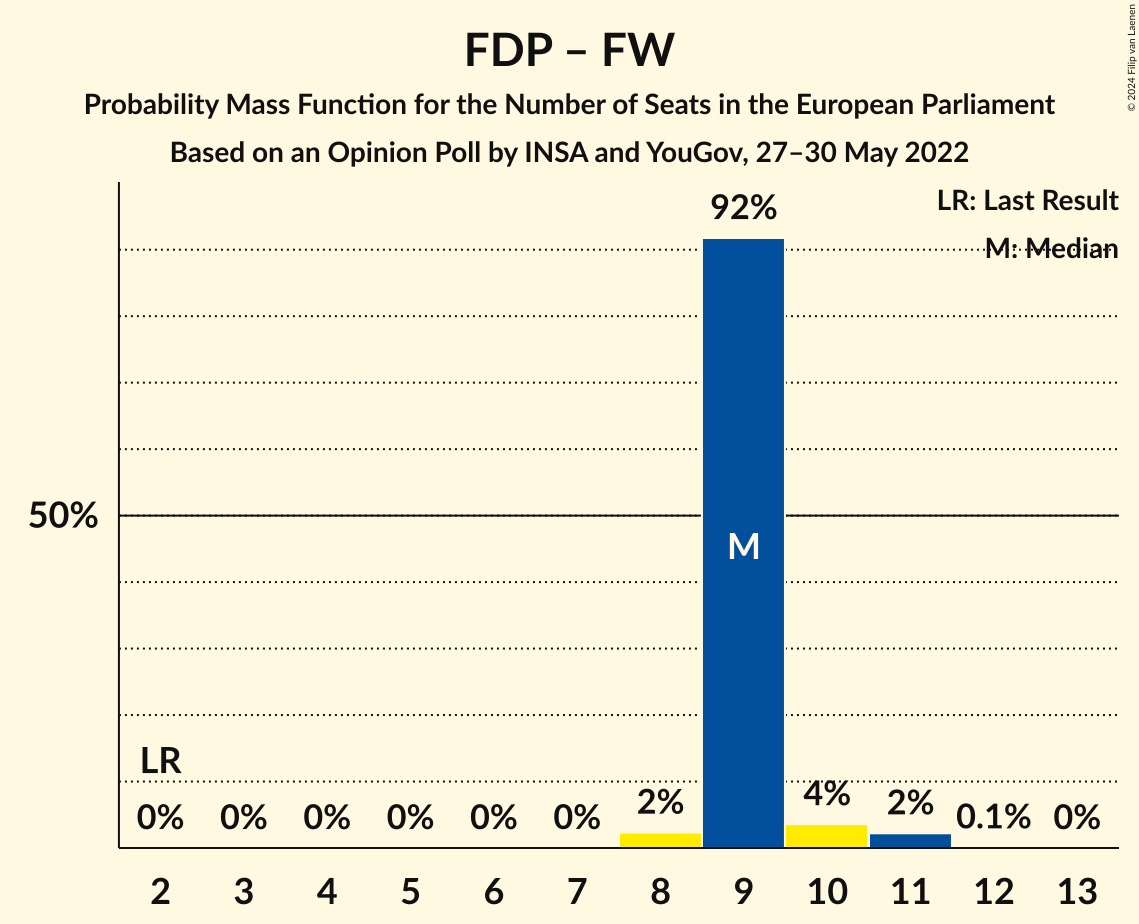 FDP – FW
Probability Mass Function for the Number of Seats in the European Parliament
Based on an Opinion Poll by INSA and YouGov, 27–30 May 2022
© 2024 Filip van Laenen
LR: Last Result
M: Median
92%
50%
M
LR
0% 0% 0% 0% 0% 0% 2% 4% 2% 0.1% 0%
2 3 4 5 6 7 8 9 10 11 12 13